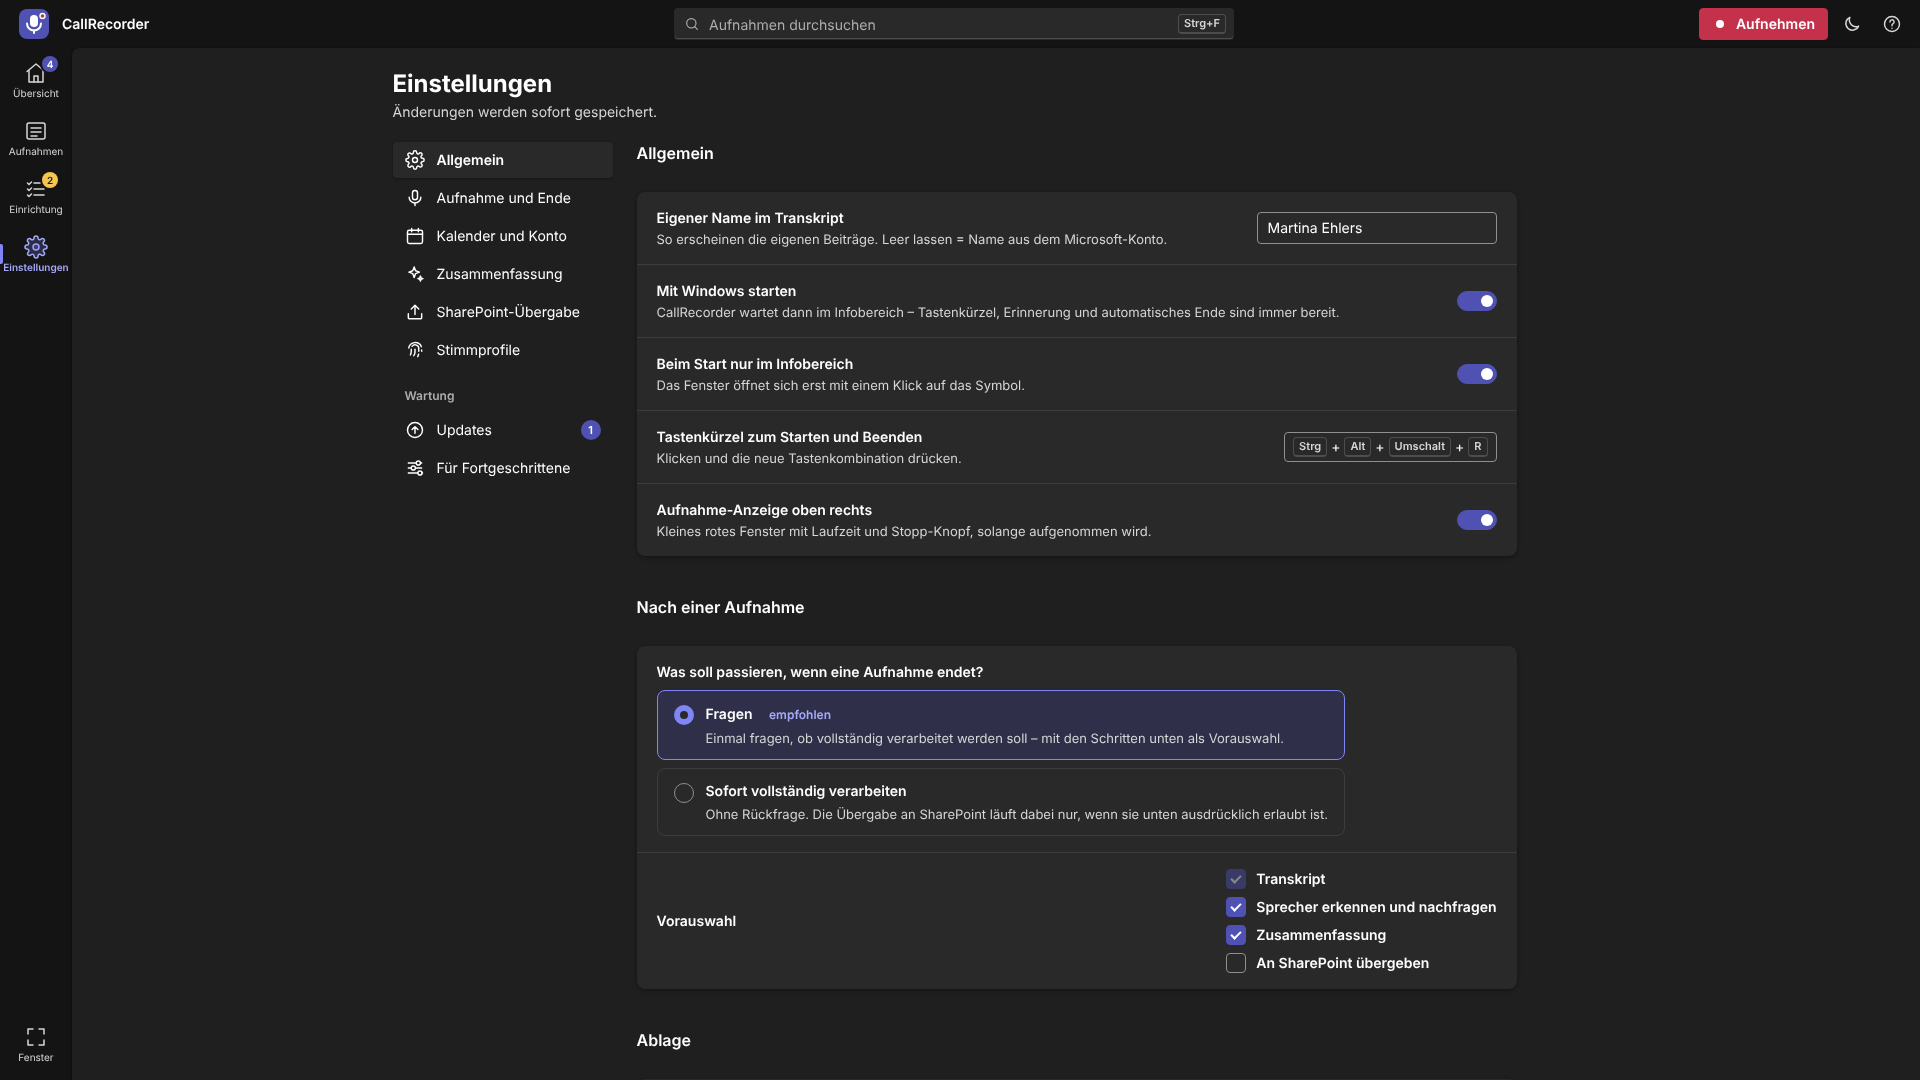 CallRecorder
Aufnahmen durchsuchen
Strg+F
Aufnehmen
4
Übersicht
Aufnahmen
2
Einrichtung
Einstellungen
Fenster
Einstellungen
Änderungen werden sofort gespeichert.
Allgemein
Aufnahme und Ende
Kalender und Konto
Zusammenfassung
SharePoint-Übergabe
Stimmprofile
Wartung
Updates
1
Für Fortgeschrittene
Allgemein
Eigener Name im Transkript
So erscheinen die eigenen Beiträge. Leer lassen = Name aus dem Microsoft-Konto.
Martina Ehlers
Mit Windows starten
CallRecorder wartet dann im Infobereich – Tastenkürzel, Erinnerung und automatisches Ende sind immer bereit.
Beim Start nur im Infobereich
Das Fenster öffnet sich erst mit einem Klick auf das Symbol.
Tastenkürzel zum Starten und Beenden
Klicken und die neue Tastenkombination drücken.
Strg + Alt + Umschalt + R
Aufnahme-Anzeige oben rechts
Kleines rotes Fenster mit Laufzeit und Stopp-Knopf, solange aufgenommen wird.
Nach einer Aufnahme
Was soll passieren, wenn eine Aufnahme endet?
Fragen empfohlen
Einmal fragen, ob vollständig verarbeitet werden soll – mit den Schritten unten als Vorauswahl.
Sofort vollständig verarbeiten
Ohne Rückfrage. Die Übergabe an SharePoint läuft dabei nur, wenn sie unten ausdrücklich erlaubt ist.
Vorauswahl
Transkript
Sprecher erkennen und nachfragen
Zusammenfassung
An SharePoint übergeben
Ablage